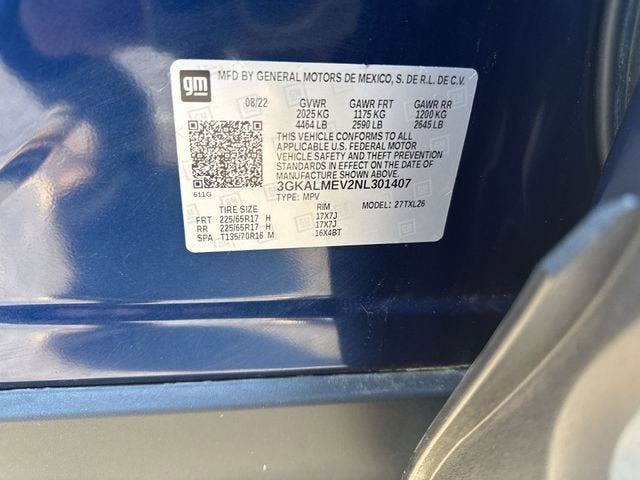 gm
MFD BY GENERAL MOTORS DE MEXICO, S. DE R.L. DE C.V.
08/22 GVWR GAWR FRT GAWR RR
2025 KG 1175 KG 1200 KG
4464 LB 2590 LB 2645 LB
THIS VEHICLE CONFORMS TO ALL
APPLICABLE U.S. FEDERAL MOTOR
VEHICLE SAFETY AND THEFT PREVENTION
STANDARDS IN EFFECT ON THE DATE OF
MANUFACTURE SHOWN ABOVE.
3GKALMEV2NL301407
611G TYPE: MPV MODEL: 27TXL26
TIRE SIZE RIM
FRT 225/65R17 H 17X7J
RR 225/65R17 H 17X7J
SPA T135/70R16 M 16X4BT